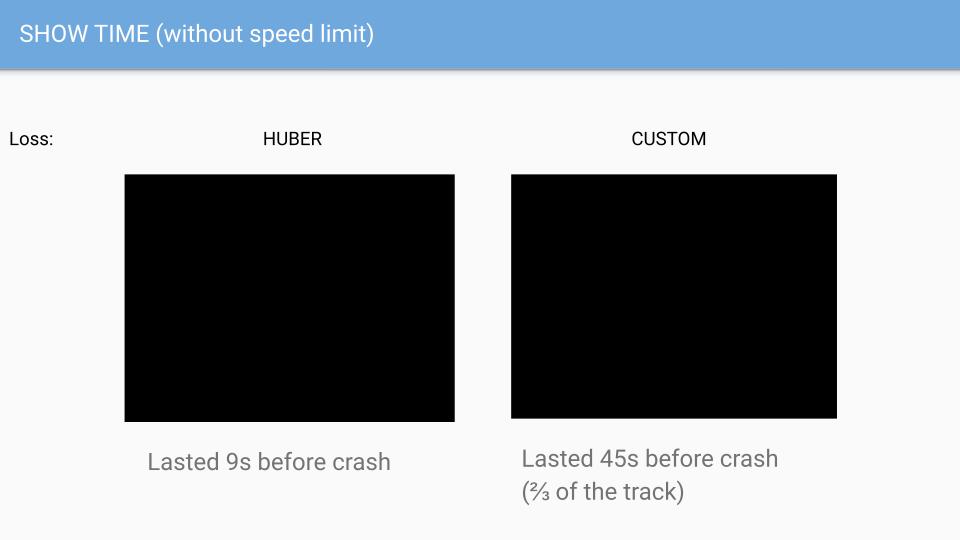 SHOW TIME (without speed limit)
Loss:
HUBER
CUSTOM
Lasted 9s before crash
Lasted 45s before crash
(⅔ of the track)